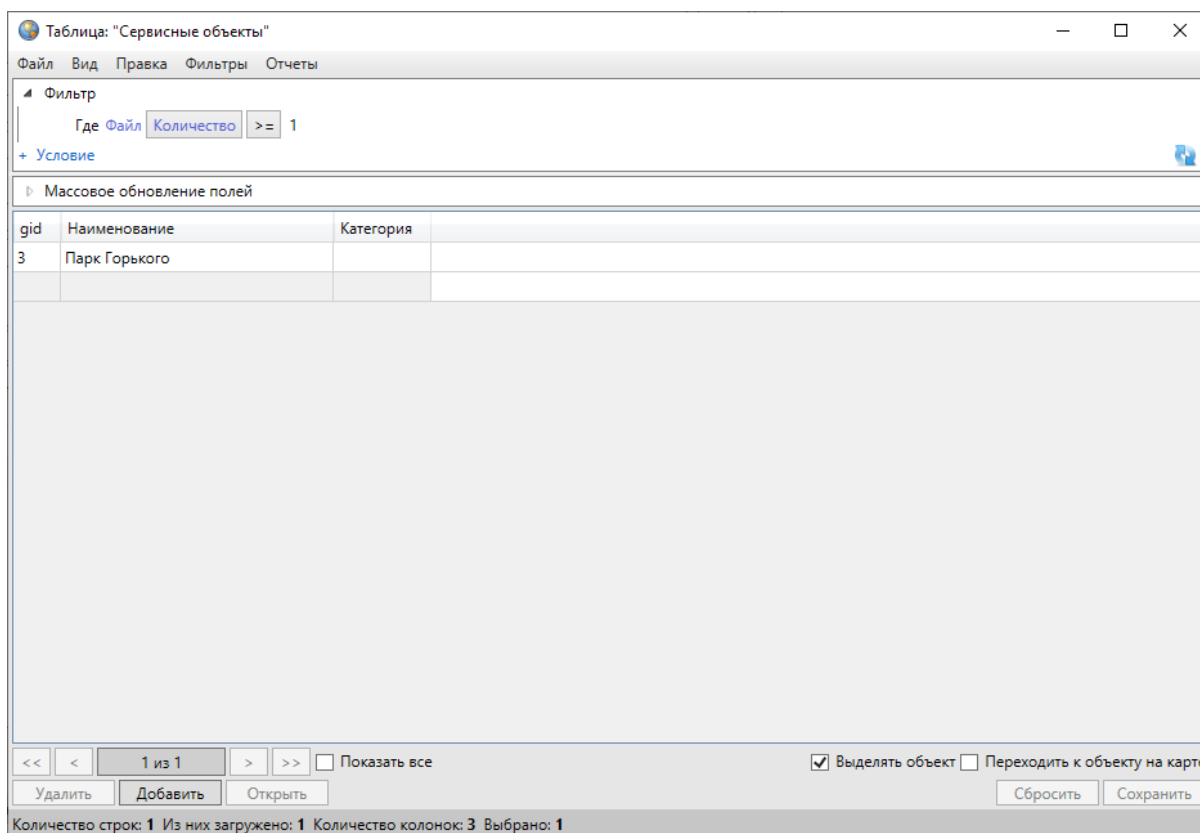 Таблица: "Сервисные объекты"
Файл Вид Правка Фильтры Отчеты
Фильтр
Где Файл Количество >= 1
+ Условие
Массовое обновление полей
gid Наименование Категория
3 Парк Горького
<< < 1 из 1 > >> Показать все Выделять объект Переходить к объекту на карте
Удалить Добавить Открыть Сбросить Сохранить
Количество строк: 1 Из них загружено: 1 Количество колонок: 3 Выбрано: 1